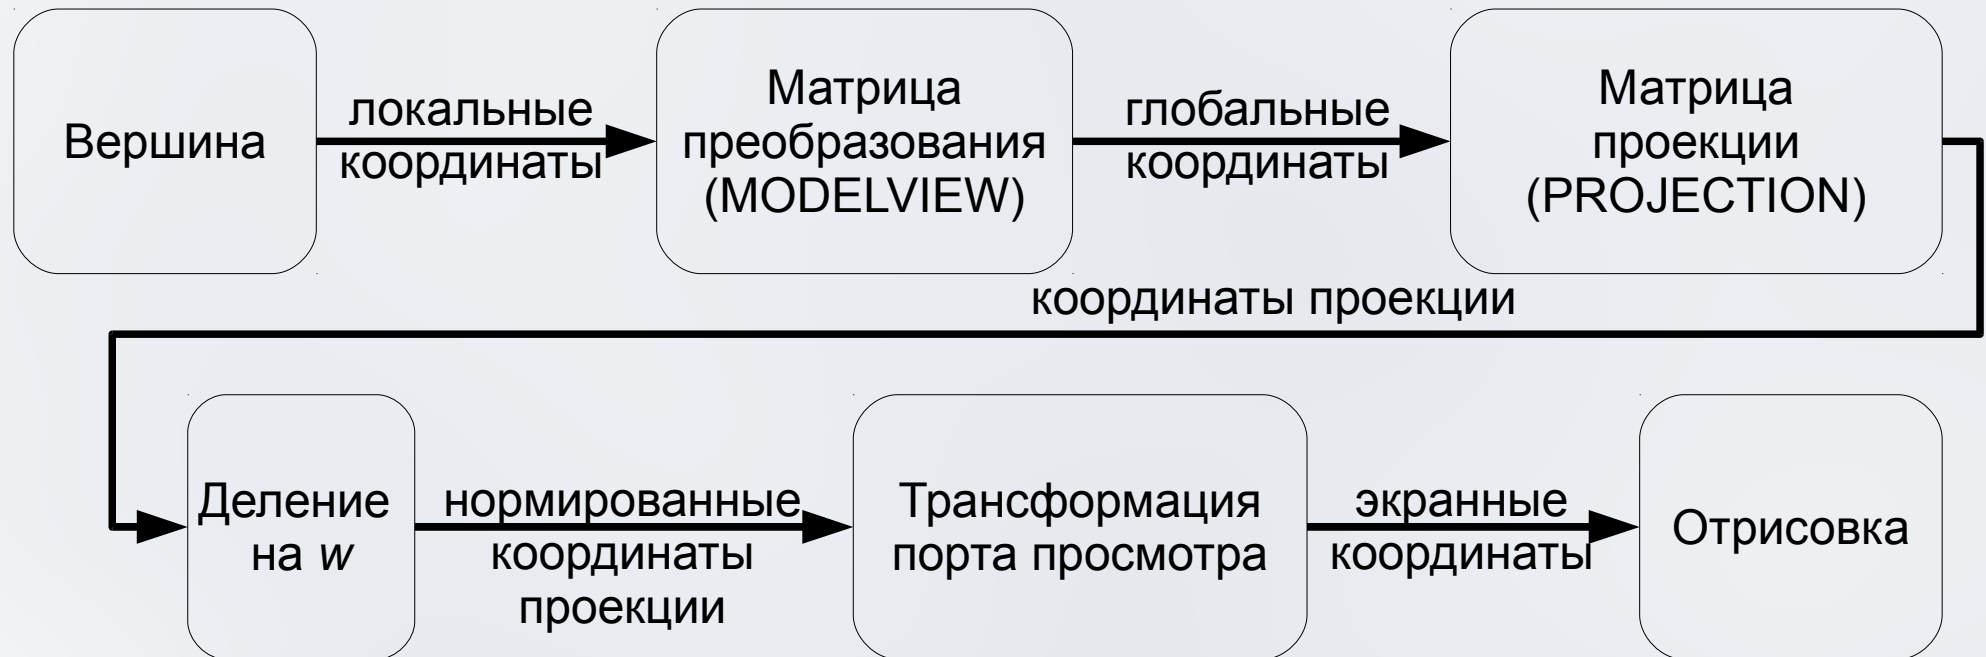 Вершина
локальные
координаты
Матрица
преобразования
(MODELVIEW)
глобальные
координаты
Матрица
проекции
(PROJECTION)
координаты проекции
Деление
на w
нормированные
координаты
проекции
Трансформация
порта просмотра
экранные
координаты
Отрисовка